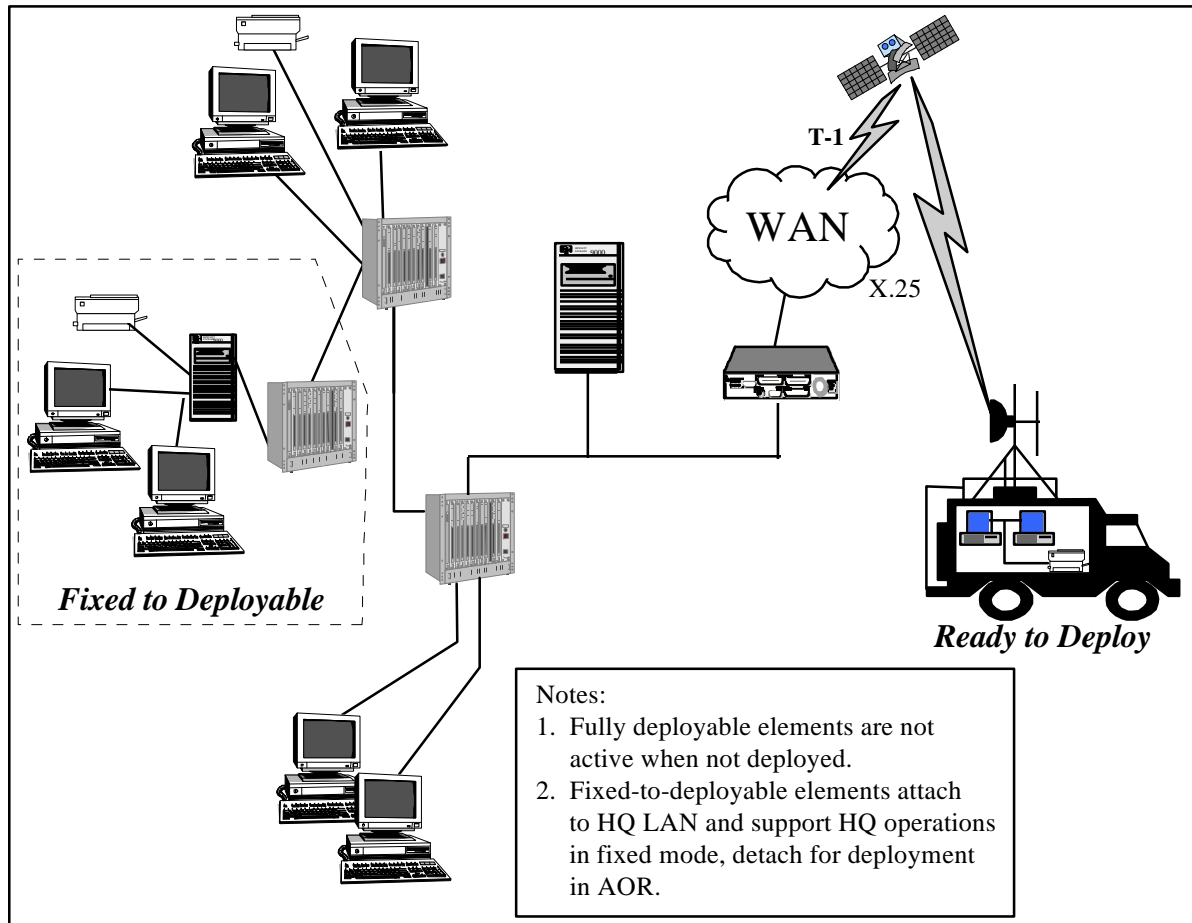 T-1
WAN
X.25
9000
Fixed to Deployable
Ready to Deploy
Notes:
1. Fully deployable elements are not
active when not deployed.
2. Fixed-to-deployable elements attach
to HQ LAN and support HQ operations
in fixed mode, detach for deployment
in AOR.